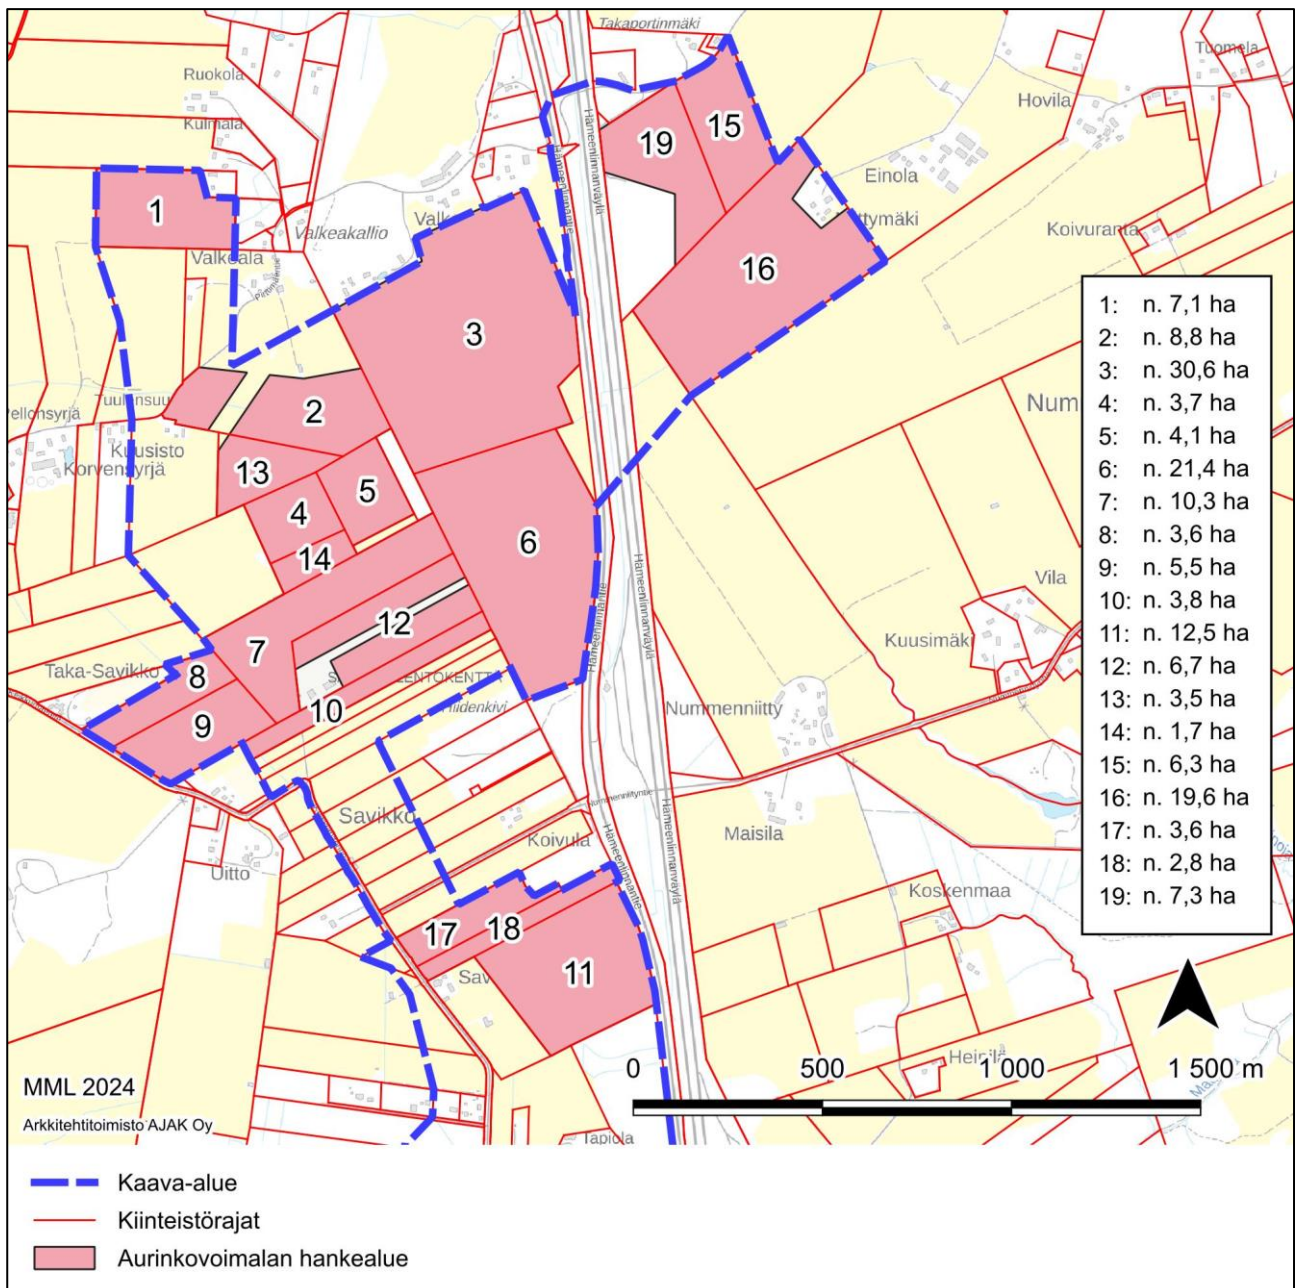 Takaportinmäki
Ruokola
Tuomela
Hovila
Kulmala
Hämeenlinnanväylä
15
19
Hämeenlinnantie
Einola
1
Valkeakallio
Koivuranta
Valkeala
16
3
2
Kuusisto
Korvensyrjä
13
5
4
14
6
Hämeenlinnanväylä
Vila
Hämeenlinnantie
12
Kuusimäki
7
Taka-Savikko
8
10
Nummenniitty
9
Nummenniityntie
Savikko
Koivula
Maisila
Hämeenlinnantie
Hämeenlinnanväylä
Uitto
Koskenmaa
17
18
11
Heipilä
Tapiola
1: n. 7,1 ha
2: n. 8,8 ha
3: n. 30,6 ha
4: n. 3,7 ha
5: n. 4,1 ha
6: n. 21,4 ha
7: n. 10,3 ha
8: n. 3,6 ha
9: n. 5,5 ha
10: n. 3,8 ha
11: n. 12,5 ha
12: n. 6,7 ha
13: n. 3,5 ha
14: n. 1,7 ha
15: n. 6,3 ha
16: n. 19,6 ha
17: n. 3,6 ha
18: n. 2,8 ha
19: n. 7,3 ha
0 500 1 000 1 500 m
MML 2024
Arkkitehtitoimisto AJAK Oy
Kaava-alue
Kiinteistörajat
Aurinkovoimalan hankealue